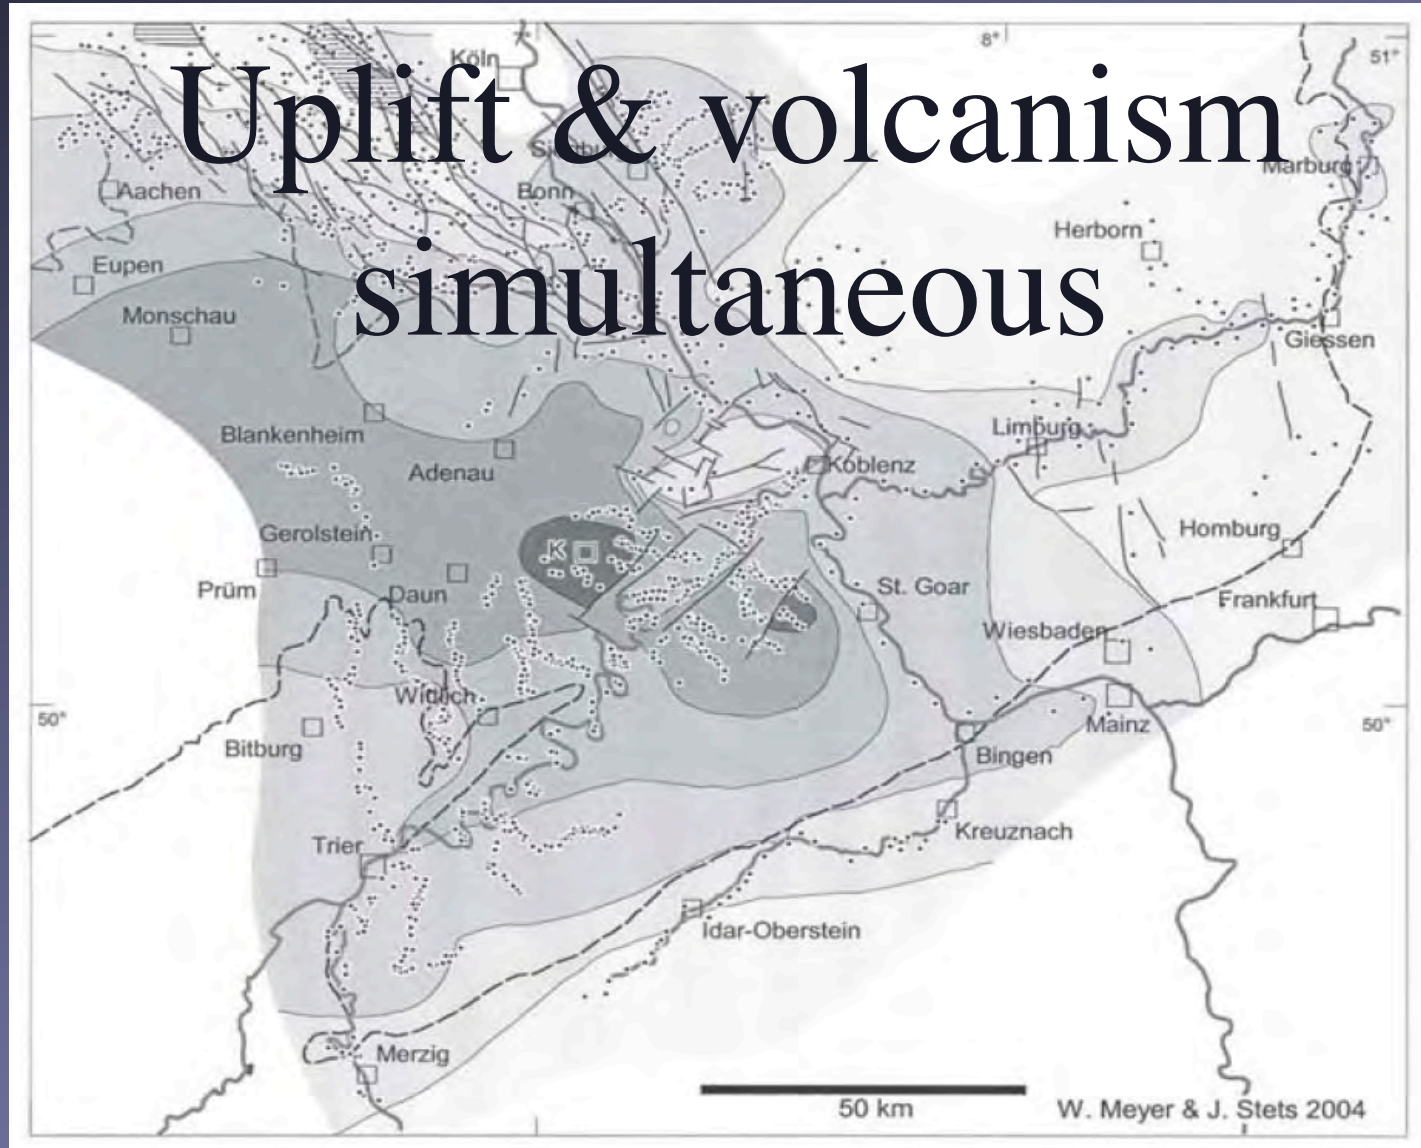 Uplift & volcanism
simultaneous
Köln
8°
51°
Siegburg
Marburg
Aachen
Bonn
Herborn
Eupen
Monschau
Giessen
Blankenheim
Limburg
Adenau
Koblenz
Gerolstein
K
Homburg
Prüm
Daun
St. Goar
Frankfurt
Wiesbaden
Wittlich
50°
Mainz
50°
Bitburg
Bingen
Trier
Kreuznach
Idar-Oberstein
Merzig
50 km
W. Meyer & J. Stets 2004